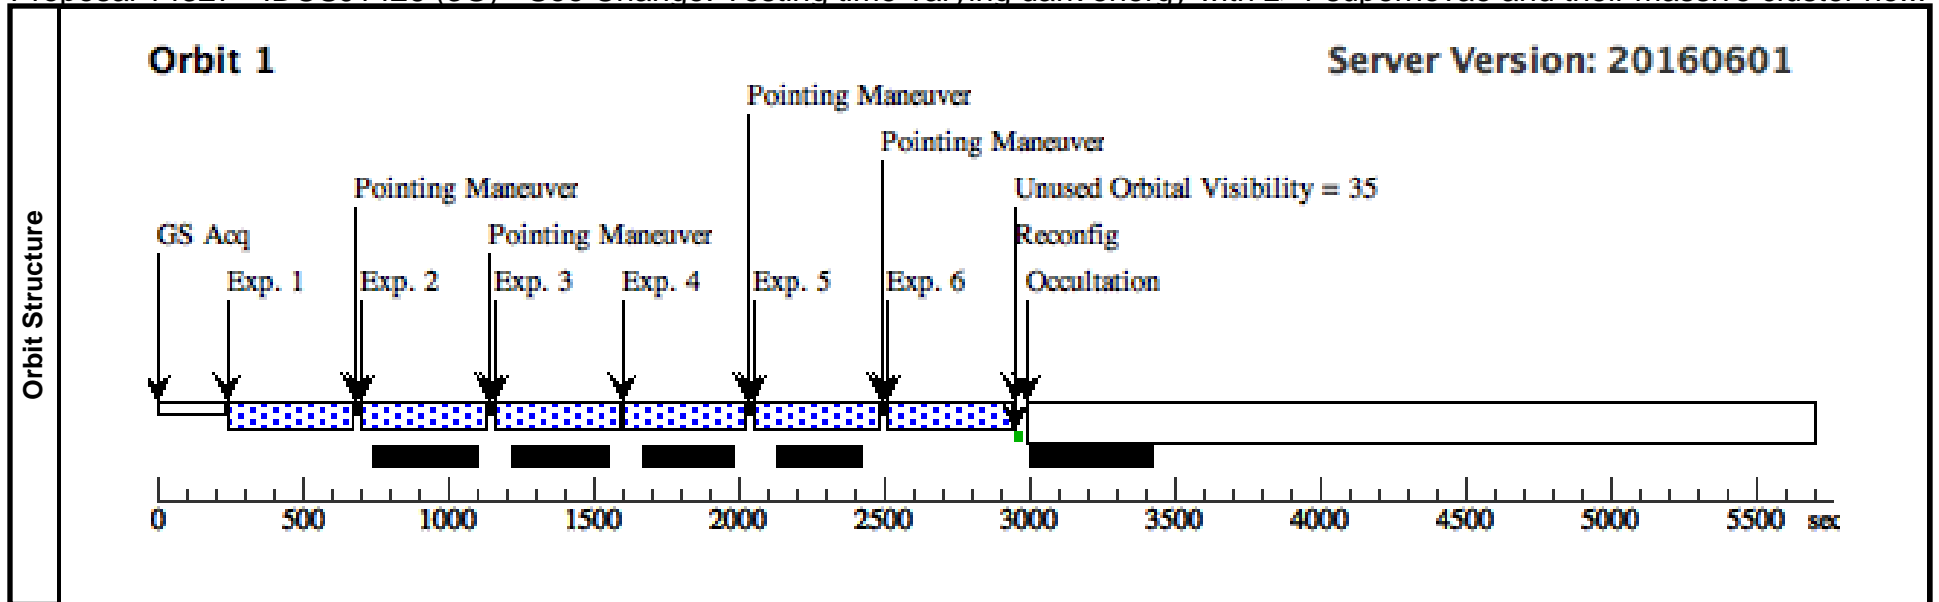 Orbit Structure
Orbit 1
Server Version: 20160601
Pointing Maneuver
Pointing Maneuver
Pointing Maneuver
Unused Orbital Visibility = 35
GS Acq
Pointing Maneuver
Reconfig
Exp. 1
Exp. 2
Exp. 3
Exp. 4
Exp. 5
Exp. 6
Occultation
0 500 1000 1500 2000 2500 3000 3500 4000 4500 5000 5500 sec